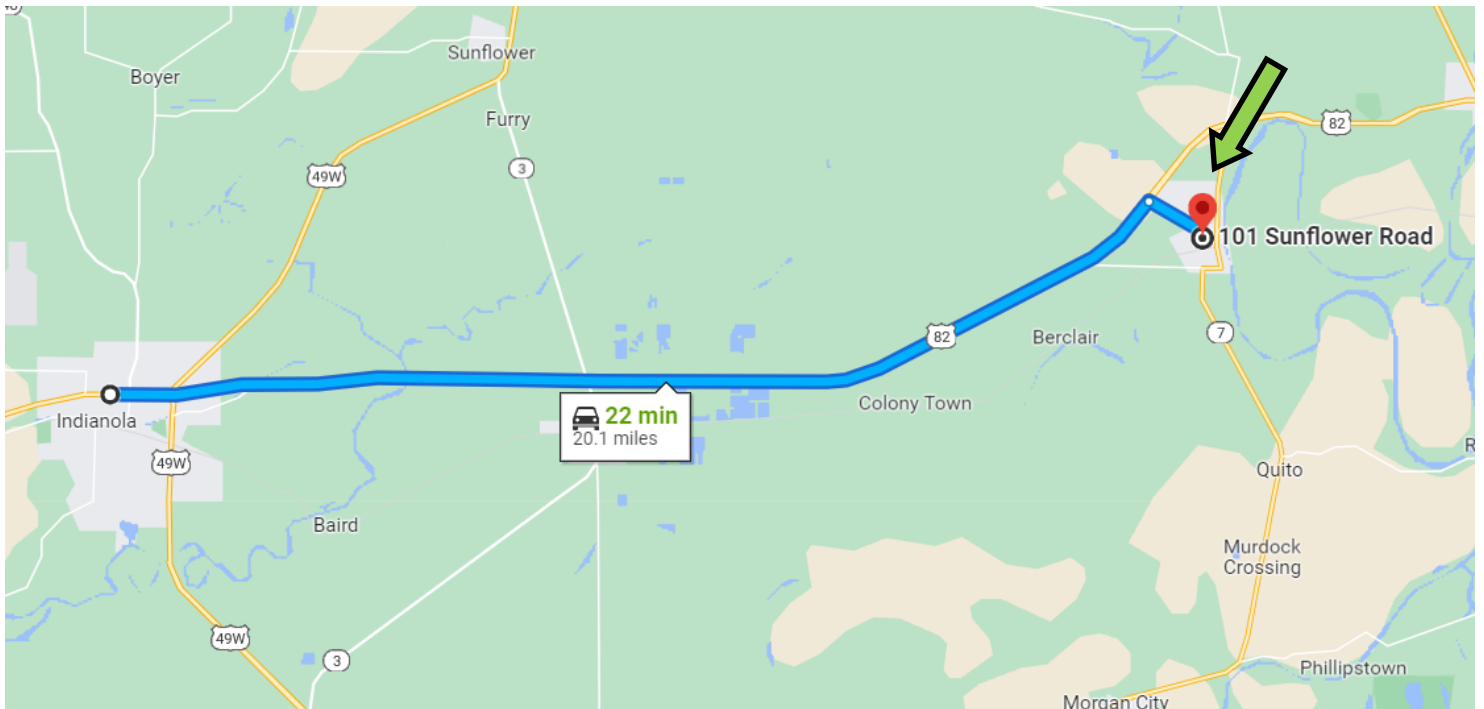 Sunflower
Boyer
Furry
82
3
49W
101 Sunflower Road
7
82
Berclair
Indianola
22 min
20.1 miles
Colony Town
49W
Quito
Baird
Murdock
Crossing
49W
3
Phillipstown
Morgan City